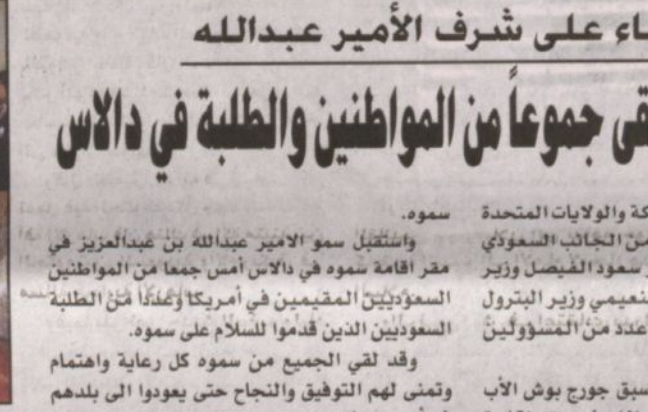 اء على شرف الأمير عبدالله
قى جموعاً من المواطنين والطلبة في دالاس
كة والولايات المتحدة
من الجانب السعودي
ر سعود الفيصل وزير
لنعيمي وزير البترول
عدد من المسؤولين
سبق جورج بوش الأب
سموه.
واستقبل سمو الامير عبدالله بن عبدالعزيز في
مقر اقامة سموه في دالاس امس جمعا من المواطنين
السعوديين المقيمين في أمريكا وعددا من الطلبة
السعوديين الذين قدموا للسلام على سموه.
وقد لقي الجميع من سموه كل رعاية واهتمام
وتمنى لهم التوفيق والنجاح حتى يعودوا الى بلدهم